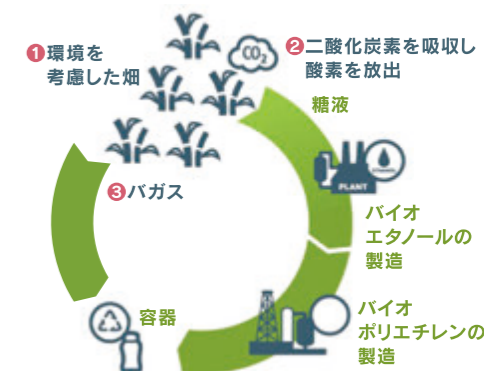 ❶環境を
考慮した畑
CO₂
❷二酸化炭素を吸収し
酸素を放出
糖液
❸バガス
PLANT
バイオ
エタノールの
製造
容器
バイオ
ポリエチレンの
製造